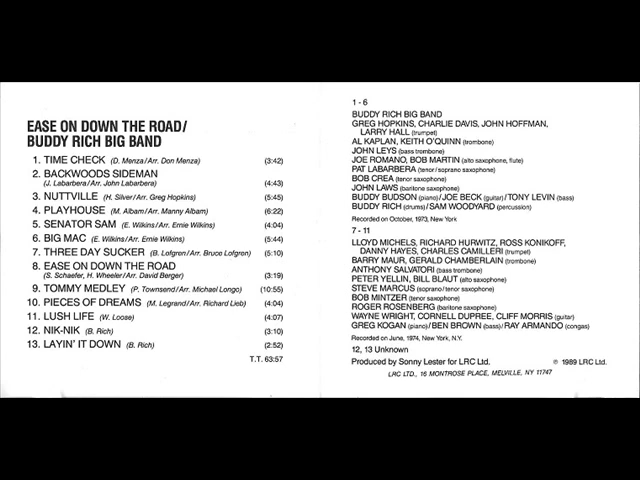 EASE ON DOWN THE ROAD/
BUDDY RICH BIG BAND
1. TIME CHECK (D. Menza/Arr. Don Menza) (3:42)
2. BACKWOODS SIDEMAN
(J. Labarbera/Arr. John Labarbera) (4:43)
3. NUTTVILLE (H. Silver/Arr. Greg Hopkins) (5:45)
4. PLAYHOUSE (M. Album/Arr. Manny Albam) (6:22)
5. SENATOR SAM (E. Wilkins/Arr. Ernie Wilkins) (4:04)
6. BIG MAC (E. Wilkins/Arr. Ernie Wilkins) (5:44)
7. THREE DAY SUCKER (B. Lofgren/Arr. Bruce Lofgren) (5:10)
8. EASE ON DOWN THE ROAD
(S. Schaefer, H. Wheeler/Arr. David Berger) (3:19)
9. TOMMY MEDLEY (P. Townsend/Arr. Michael Longo) (10:55)
10. PIECES OF DREAMS (M. Legrand/Arr. Richard Lieb) (4:04)
11. LUSH LIFE (W. Loose) (4:07)
12. NIK-NIK (B. Rich) (3:10)
13. LAYIN' IT DOWN (B. Rich) (2:52)
T.T. 63:57
1 - 6
BUDDY RICH BIG BAND
GREG HOPKINS, CHARLIE DAVIS, JOHN HOFFMAN,
LARRY HALL (trumpet)
AL KAPLAN, KEITH O'QUINN (trombone)
JOHN LEYS (bass trombone)
JOE ROMANO, BOB MARTIN (alto saxophone, flute)
PAT LABARBERA (tenor/soprano saxophone)
BOB CREA (tenor saxophone)
JOHN LAWS (baritone saxophone)
BUDDY BUDSON (piano)/JOE BECK (guitar)/TONY LEVIN (bass)
BUDDY RICH (drums)/SAM WOODYARD (percussion)
Recorded on October, 1973, New York
7 - 11
LLOYD MICHELS, RICHARD HURWITZ, ROSS KONIKOFF,
DANNY HAYES, CHARLES CAMILLERI (trumpet)
BARRY MAUR, GERALD CHAMBERLAIN (trombone)
ANTHONY SALVATORI (bass trombone)
PETER YELLIN, BILL BLAUT (alto saxophone)
STEVE MARCUS (soprano/tenor saxophone)
BOB MINTZER (tenor saxophone)
ROGER ROSENBERG (baritone saxophone)
WAYNE WRIGHT, CORNELL DUPREE, CLIFF MORRIS (guitar)
GREG KOGAN (piano)/BEN BROWN (bass)/RAY ARMANDO (congas)
Recorded on June, 1974, New York, N.Y.
12, 13 Unknown
Produced by Sonny Lester for LRC Ltd. ℗ 1989 LRC Ltd.
LRC LTD., 16 MONTROSE PLACE, MELVILLE, NY 11747